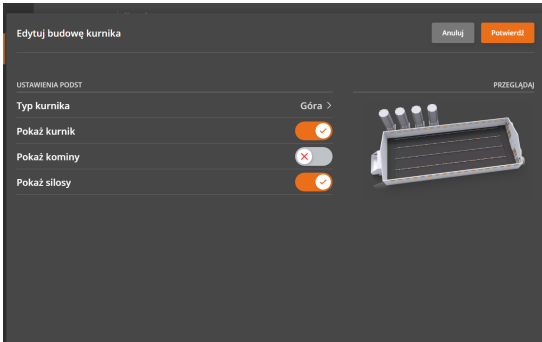 Edytuj budowę kurnika
Anuluj
Potwierdź
USTAWIENIA PODST
PRZEGLĄDAJ
Typ kurnika
Góra
Pokaż kurnik
Pokaż kominy
Pokaż silosy